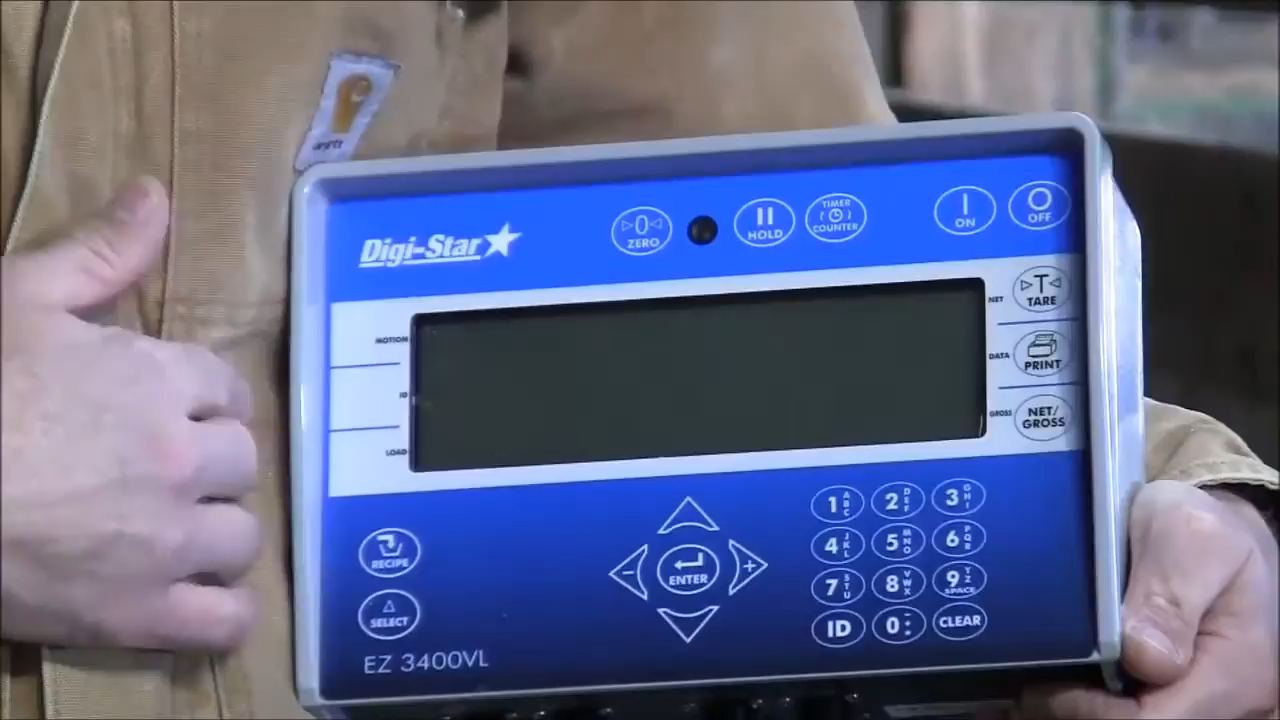 Digi-Star
▷0◁ ZERO
HOLD
TIMER
COUNTER
ON
OFF
MOTION
ID
LOAD
NET
DATA
GROSS
▷T◁
TARE
PRINT
NET/
GROSS
RECIPE
SELECT
- ENTER +
1 ABC 2 DEF 3 GHI
4 JKL 5 MNO 6 PQR
7 STU 8 VWX 9 YZ SPACE
ID 0 -.: CLEAR
EZ 3400VL